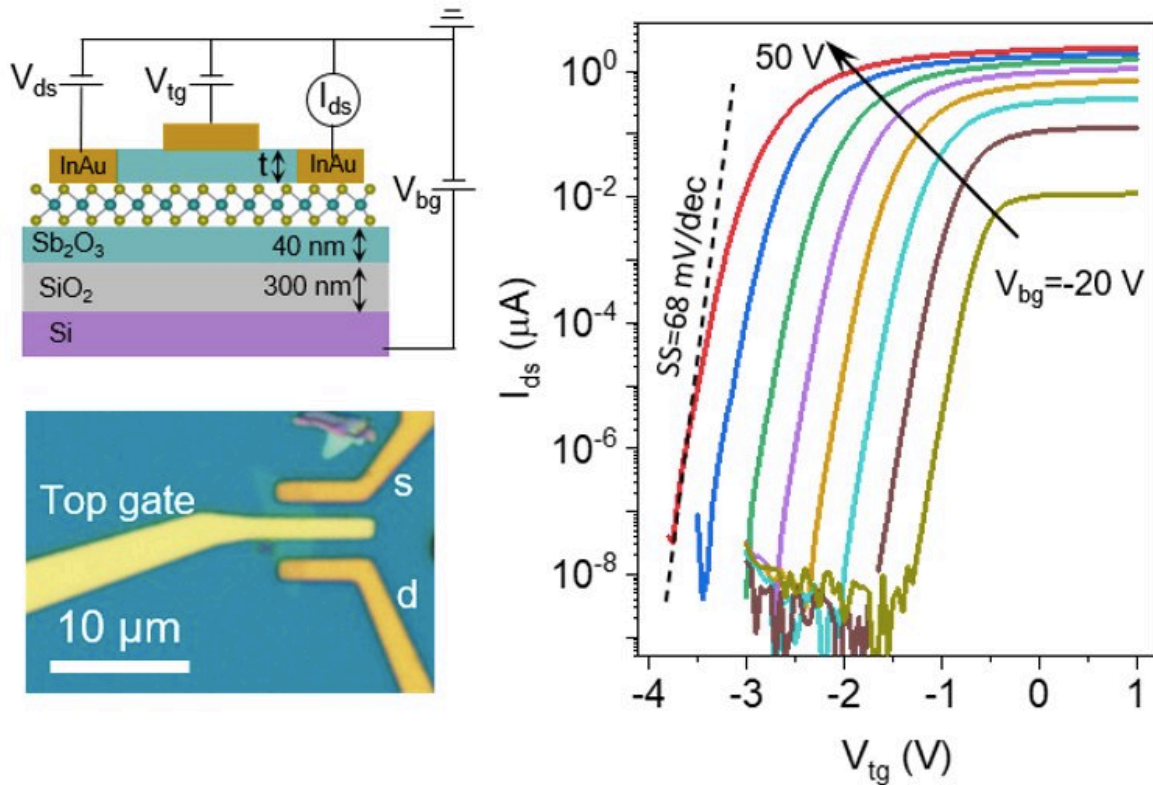 V_ds
V_tg
I_ds
InAu
t
InAu
V_bg
Sb₂O₃
40 nm
SiO₂
300 nm
Si
Top gate
s
d
10 μm
I_ds (μA)
10⁰
10⁻²
10⁻⁴
10⁻⁶
10⁻⁸
50 V
SS=68 mV/dec
V_bg=-20 V
-4 -3 -2 -1 0 1
V_tg (V)